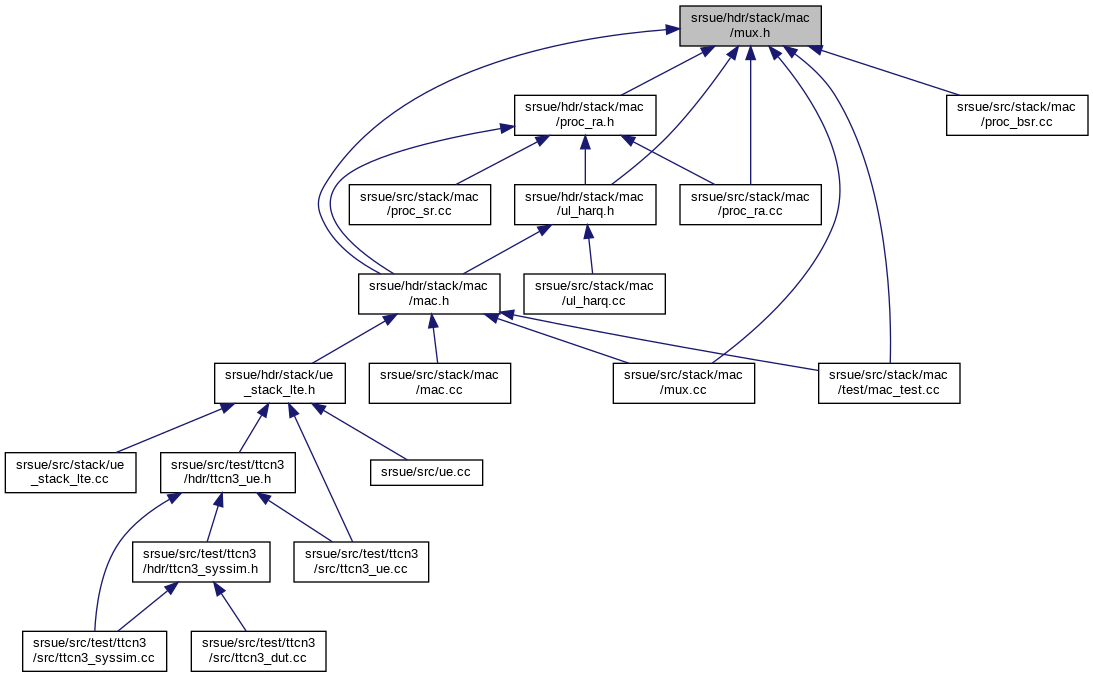 srsue/hdr/stack/mac
/mux.h
srsue/hdr/stack/mac
/proc_ra.h
srsue/src/stack/mac
/proc_bsr.cc
srsue/src/stack/mac
/proc_sr.cc
srsue/hdr/stack/mac
/ul_harq.h
srsue/src/stack/mac
/proc_ra.cc
srsue/hdr/stack/mac
/mac.h
srsue/src/stack/mac
/ul_harq.cc
srsue/hdr/stack/ue
_stack_lte.h
srsue/src/stack/mac
/mac.cc
srsue/src/stack/mac
/mux.cc
srsue/src/stack/mac
/test/mac_test.cc
srsue/src/stack/ue
_stack_lte.cc
srsue/src/test/ttcn3
/hdr/ttcn3_ue.h
srsue/src/ue.cc
srsue/src/test/ttcn3
/hdr/ttcn3_syssim.h
srsue/src/test/ttcn3
/src/ttcn3_ue.cc
srsue/src/test/ttcn3
/src/ttcn3_syssim.cc
srsue/src/test/ttcn3
/src/ttcn3_dut.cc